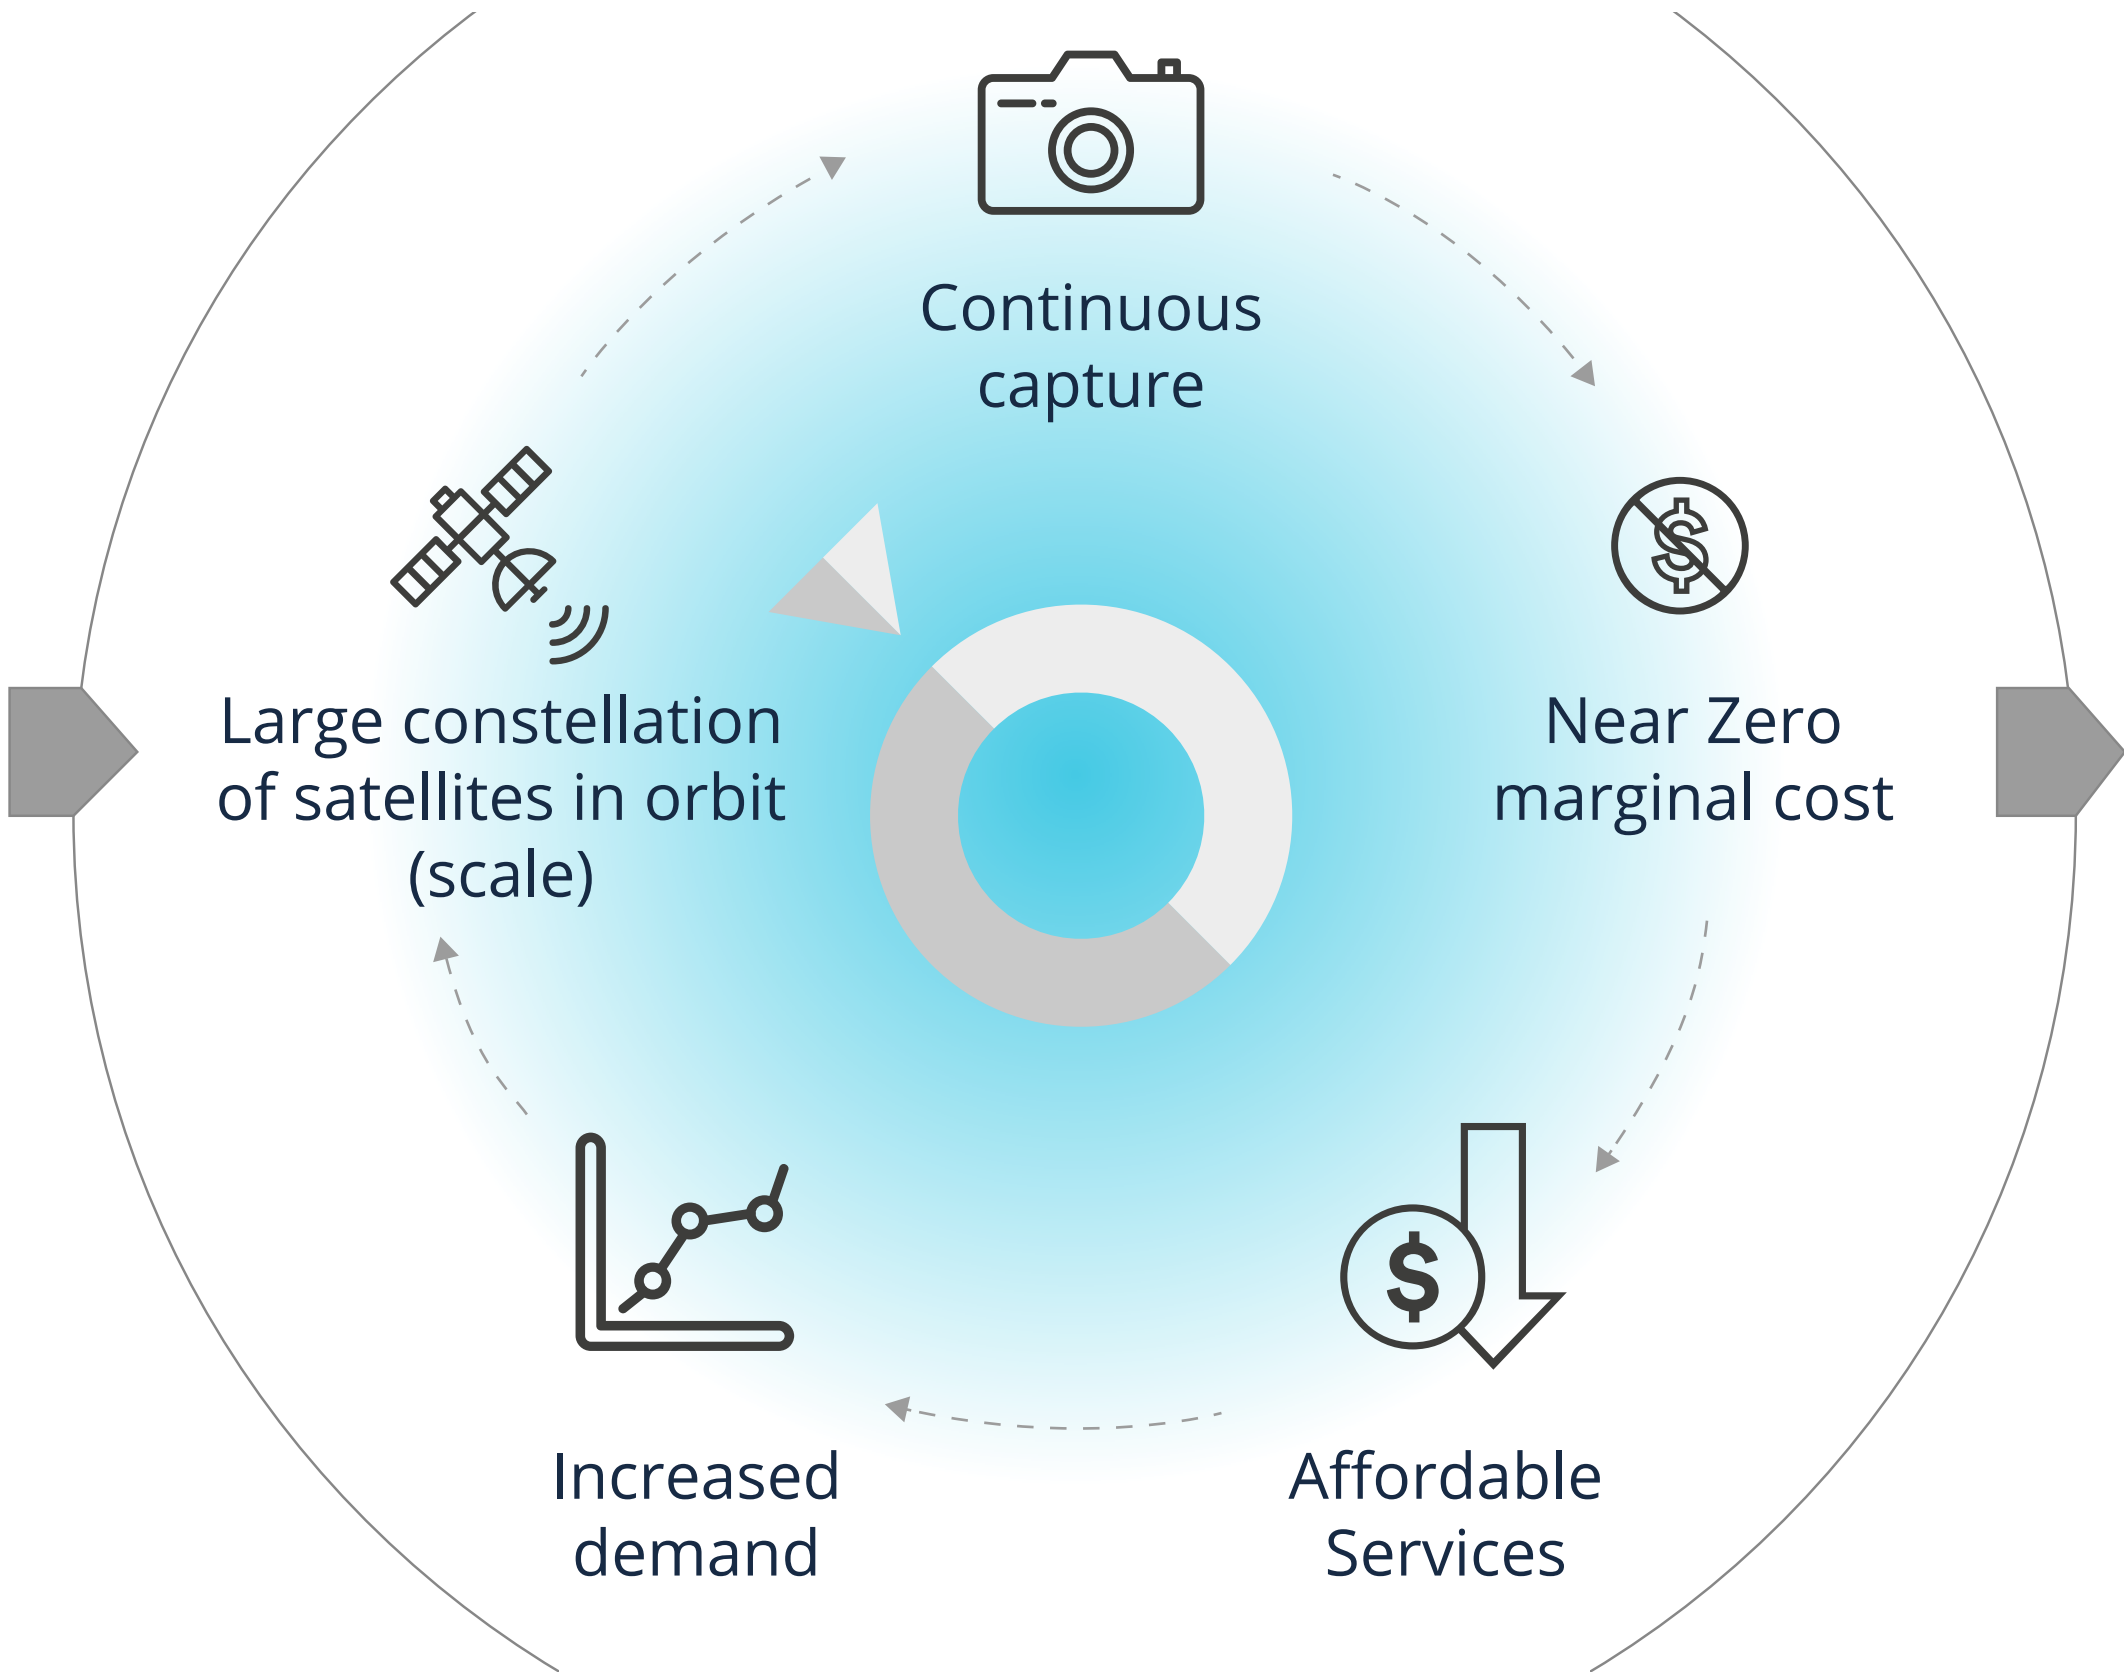 Continuous
capture
Large constellation
of satellites in orbit
(scale)
Near Zero
marginal cost
$
$
Increased
demand
Affordable
Services